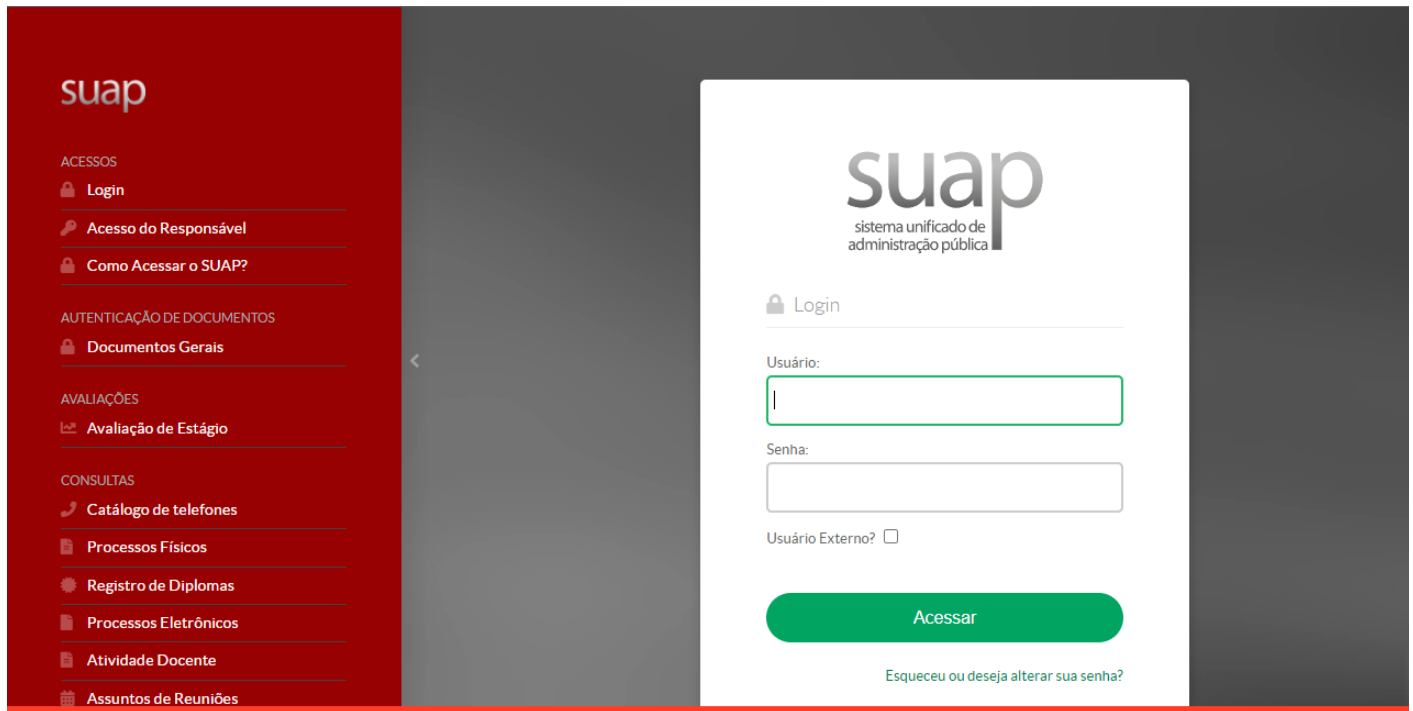 suap
ACESSOS
Login
Acesso do Responsável
Como Acessar o SUAP?
AUTENTICAÇÃO DE DOCUMENTOS
Documentos Gerais
AVALIAÇÕES
Avaliação de Estágio
CONSULTAS
Catálogo de telefones
Processos Físicos
Registro de Diplomas
Processos Eletrônicos
Atividade Docente
Assuntos de Reuniões
suap
sistema unificado de
administração pública
Login
Usuário:
Senha:
Usuário Externo?
Acessar
Esqueceu ou deseja alterar sua senha?